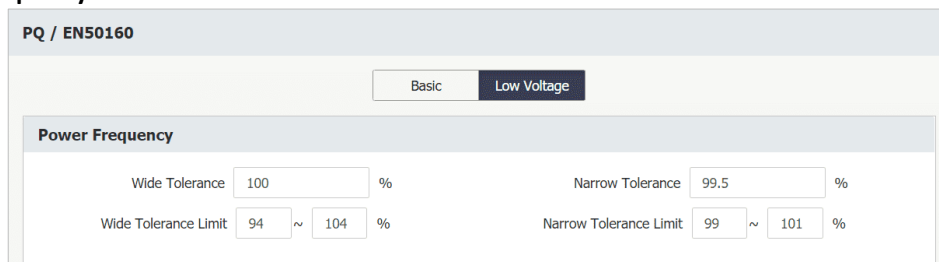 PQ / EN50160
Basic Low Voltage
Power Frequency
Wide Tolerance 100 % Narrow Tolerance 99.5 %
Wide Tolerance Limit 94 ~ 104 % Narrow Tolerance Limit 99 ~ 101 %